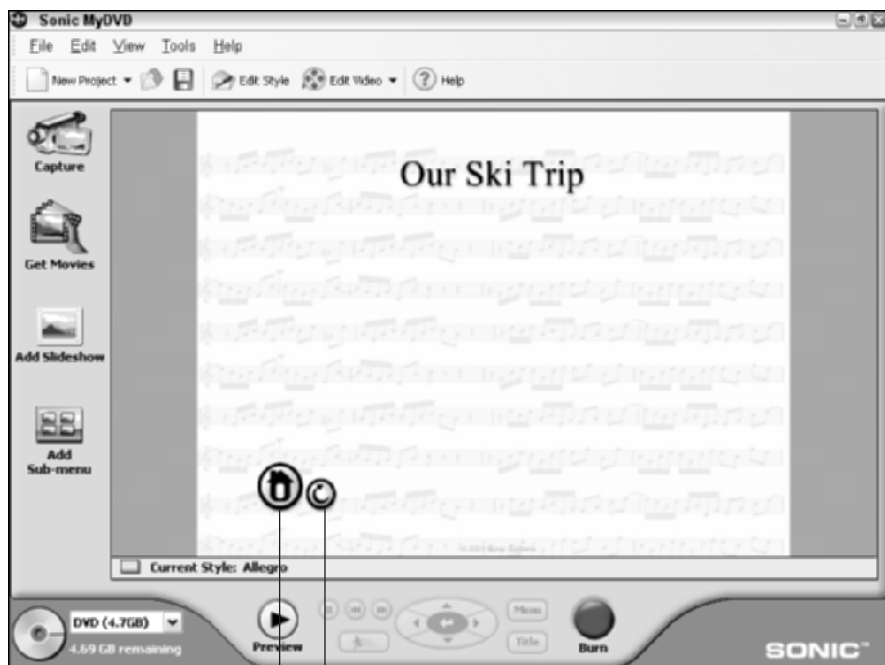 Sonic MyDVD
File Edit View Tools Help
New Project Edit Style Edit Video Help
Capture
Get Movies
Add Slideshow
Add
Sub-menu
Our Ski Trip
Current Style: Allegro
DVD (4.7GB)
4.69 GB remaining
Preview
Menu
Title
Burn
SONIC™